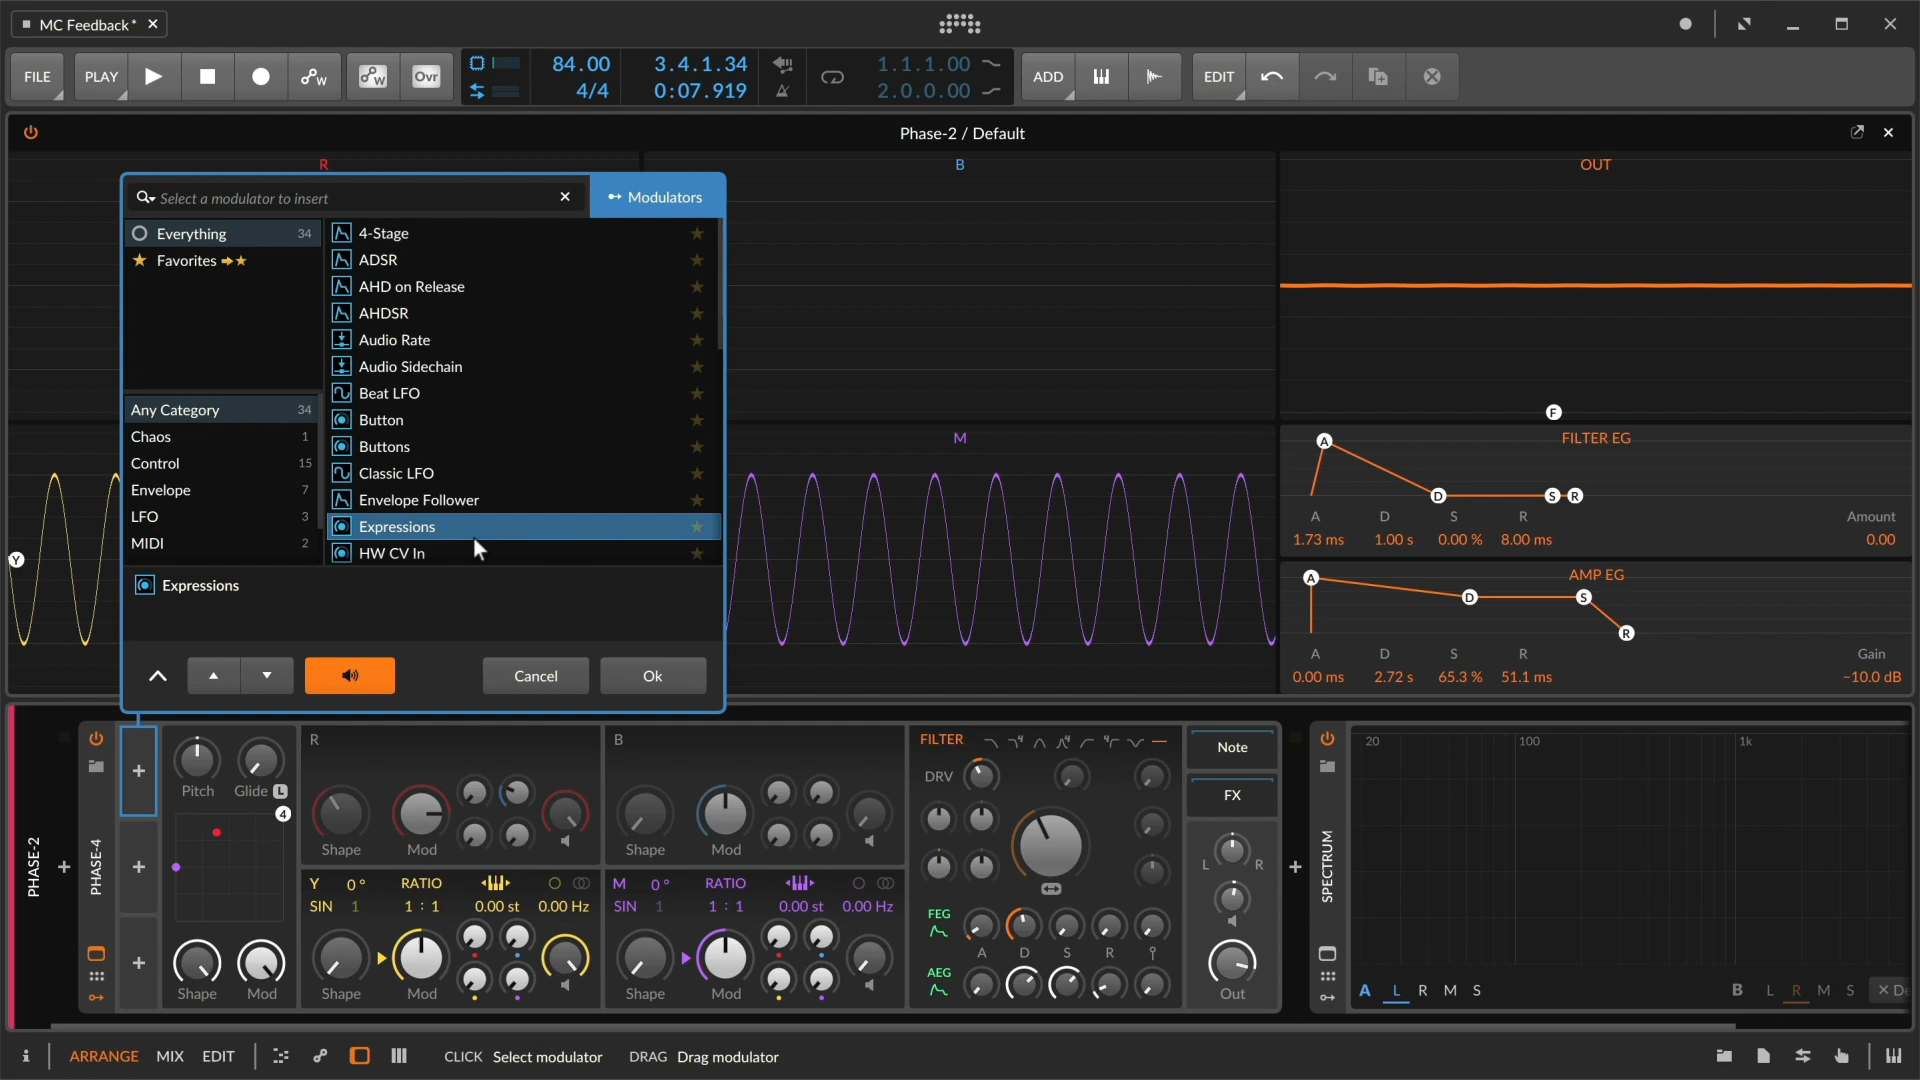 MC Feedback*
FILE
PLAY
Ovr
84.00
4/4
3.4.1.34
0:07.919
1.1.1.00
2.0.0.00
ADD
EDIT
Phase-2 / Default
R
B
OUT
Select a modulator to insert
Modulators
Everything 34
Favorites
Any Category 34
Chaos 1
Control 15
Envelope 7
LFO 3
MIDI 2
4-Stage
ADSR
AHD on Release
AHDSR
Audio Rate
Audio Sidechain
Beat LFO
Button
Buttons
Classic LFO
Envelope Follower
Expressions
HW CV In
Expressions
Cancel
Ok
Y
M
F
FILTER EG
A
D
S
R
A D S R Amount
1.73 ms 1.00 s 0.00 % 8.00 ms 0.00
AMP EG
A
D
S
R
A D S R Gain
0.00 ms 2.72 s 65.3 % 51.1 ms −10.0 dB
PHASE-2
PHASE-4
Pitch
Glide L
4
Shape
Mod
R
Shape
Mod
B
Shape
Mod
Y 0° RATIO
SIN 1 1 : 1 0.00 st 0.00 Hz
Shape
Mod
M 0° RATIO
SIN 1 1 : 1 0.00 st 0.00 Hz
Shape
Mod
FILTER
DRV
FEG
A D S R
AEG
Note
FX
L R
Out
SPECTRUM
20 100 1k
A L R M S
B L R M S × De
i
ARRANGE MIX EDIT
CLICK Select modulator DRAG Drag modulator